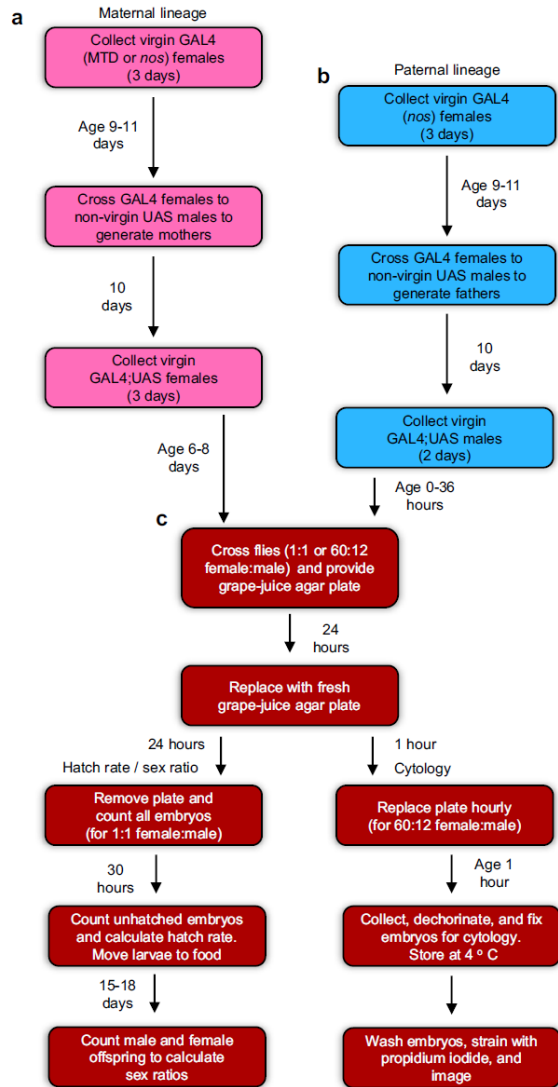 a
Maternal lineage
Collect virgin GAL4
(MTD or nos) females
(3 days)
Age 9-11
days
Cross GAL4 females to
non-virgin UAS males to
generate mothers
10
days
Collect virgin
GAL4;UAS females
(3 days)
Age 6-8
days
b
Paternal lineage
Collect virgin GAL4
(nos) females
(3 days)
Age 9-11
days
Cross GAL4 females to
non-virgin UAS males to
generate fathers
10
days
Collect virgin
GAL4;UAS males
(2 days)
Age 0-36
hours
c
Cross flies (1:1 or 60:12
female:male) and provide
grape-juice agar plate
24
hours
Replace with fresh
grape-juice agar plate
24 hours
Hatch rate / sex ratio
Remove plate and
count all embryos
(for 1:1 female:male)
30
hours
Count unhatched embryos
and calculate hatch rate.
Move larvae to food
15-18
days
Count male and female
offspring to calculate
sex ratios
1 hour
Cytology
Replace plate hourly
(for 60:12 female:male)
Age 1
hour
Collect, dechorinate, and fix
embryos for cytology.
Store at 4 º C
Wash embryos, strain with
propidium iodide, and
image